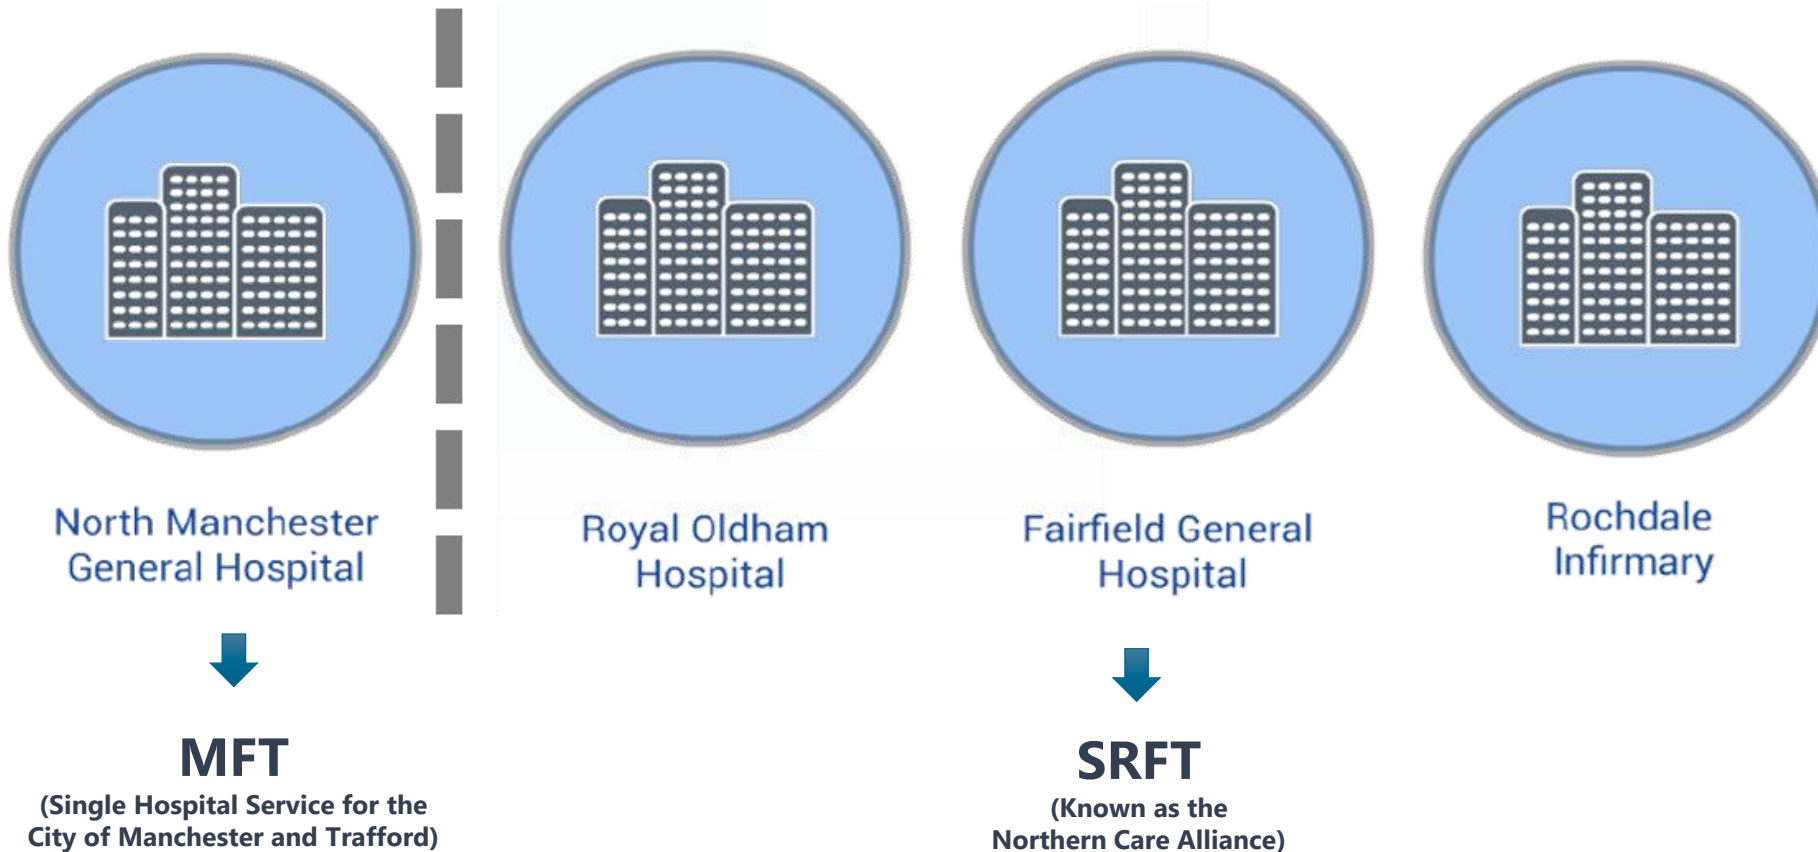 North Manchester
General Hospital
Royal Oldham
Hospital
Fairfield General
Hospital
Rochdale
Infirmary
MFT
(Single Hospital Service for the
City of Manchester and Trafford)
SRFT
(Known as the
Northern Care Alliance)